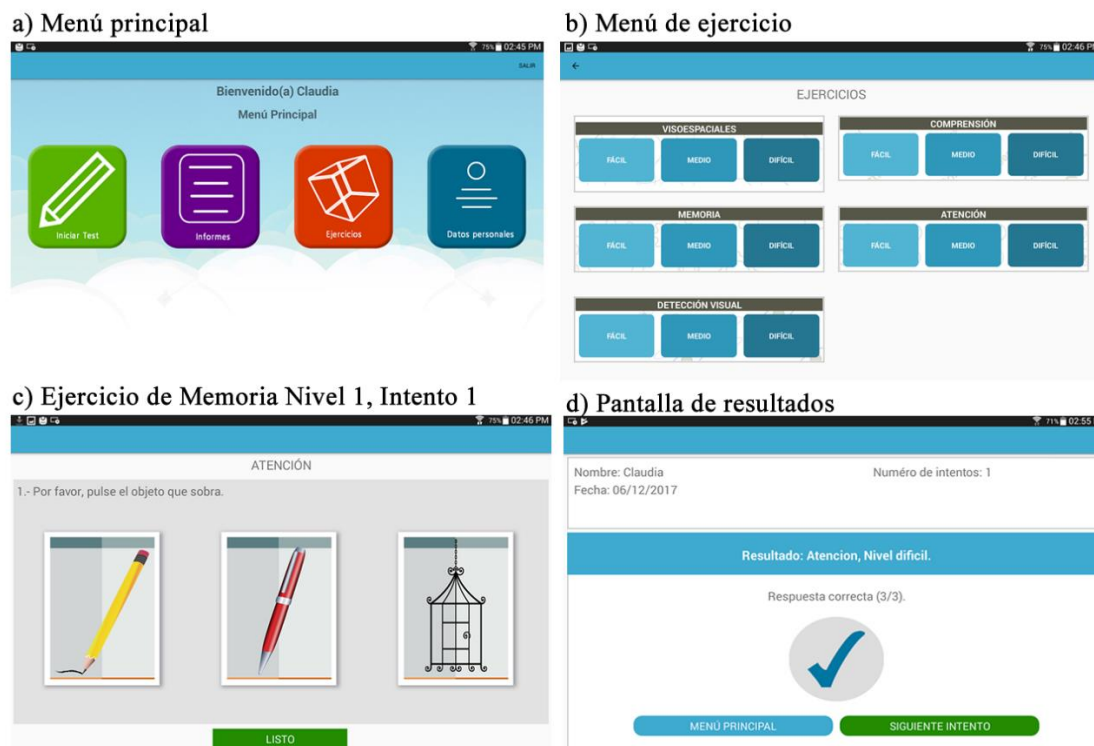 a) Menú principal
75% 02:45 PM
SALIR
Bienvenido(a) Claudia
Menú Principal
Iniciar Test
Informes
Ejercicios
Datos personales
b) Menú de ejercicio
75% 02:46 PM
EJERCICIOS
VISOESPACIALES
FÁCIL MEDIO DIFÍCIL
COMPRENSIÓN
FÁCIL MEDIO DIFÍCIL
MEMORIA
FÁCIL MEDIO DIFÍCIL
ATENCIÓN
FÁCIL MEDIO DIFÍCIL
DETECCIÓN VISUAL
FÁCIL MEDIO DIFÍCIL
c) Ejercicio de Memoria Nivel 1, Intento 1
75% 02:46 PM
ATENCIÓN
1.- Por favor, pulse el objeto que sobra.
LISTO
d) Pantalla de resultados
71% 02:55
Nombre: Claudia
Numéro de intentos: 1
Fecha: 06/12/2017
Resultado: Atencion, Nivel dificil.
Respuesta correcta (3/3).
MENÚ PRINCIPAL
SIGUIENTE INTENTO